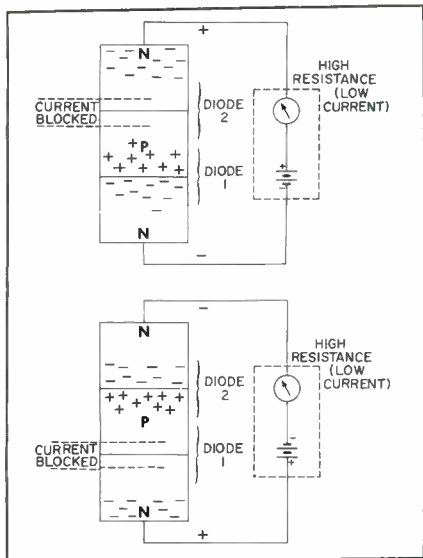 N
+
HIGH
RESISTANCE
(LOW
CURRENT)
CURRENT
BLOCKED
DIODE
2
P
DIODE
1
N
−
−
N
HIGH
RESISTANCE
(LOW
CURRENT)
DIODE
2
P
CURRENT
BLOCKED
DIODE
1
N
+